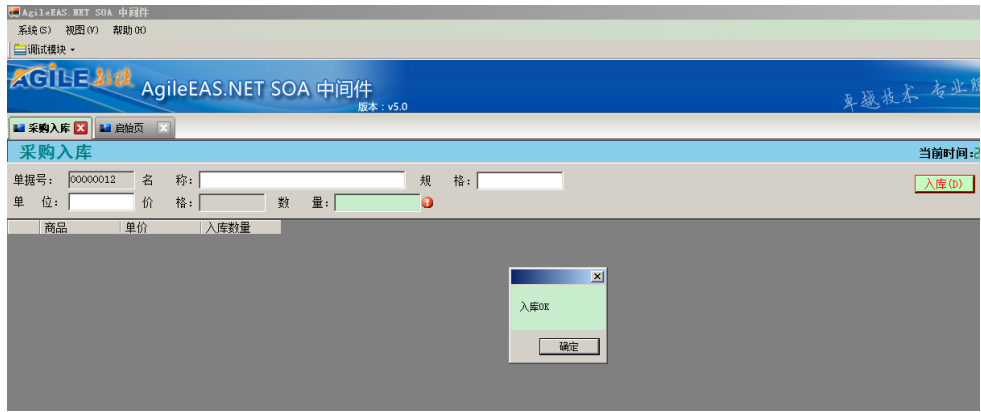 AgileEAS.NET SOA 中间件
系统(S) 视图(V) 帮助(H)
调试模块
AGILE 敏捷 AgileEAS.NET SOA 中间件
版本：v5.0
卓越技术 专业
采购入库 启始页
采购入库 当前时间:2
单据号: 00000012 名 称: 规 格: 入库(D)
单 位: 价 格: 数 量:
商品 单价 入库数量
入库OK
确定